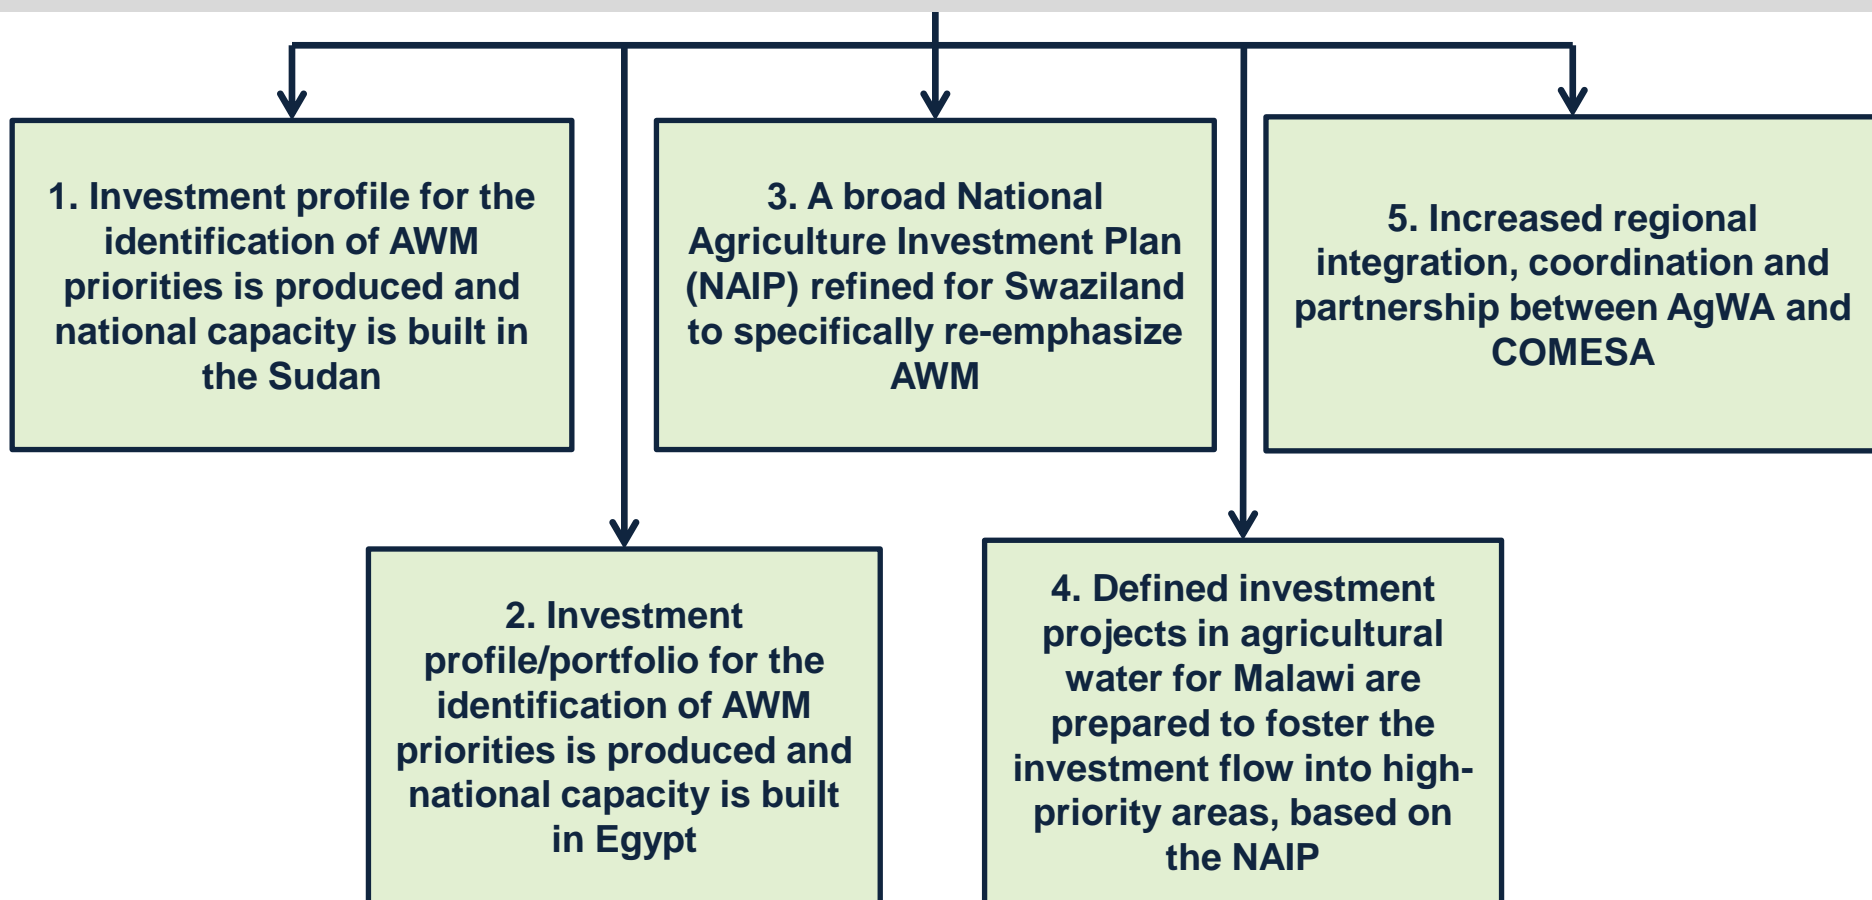 1. Investment profile for the
identification of AWM
priorities is produced and
national capacity is built in
the Sudan
2. Investment
profile/portfolio for the
identification of AWM
priorities is produced and
national capacity is built
in Egypt
3. A broad National
Agriculture Investment Plan
(NAIP) refined for Swaziland
to specifically re-emphasize
AWM
4. Defined investment
projects in agricultural
water for Malawi are
prepared to foster the
investment flow into high-
priority areas, based on
the NAIP
5. Increased regional
integration, coordination and
partnership between AgWA and
COMESA